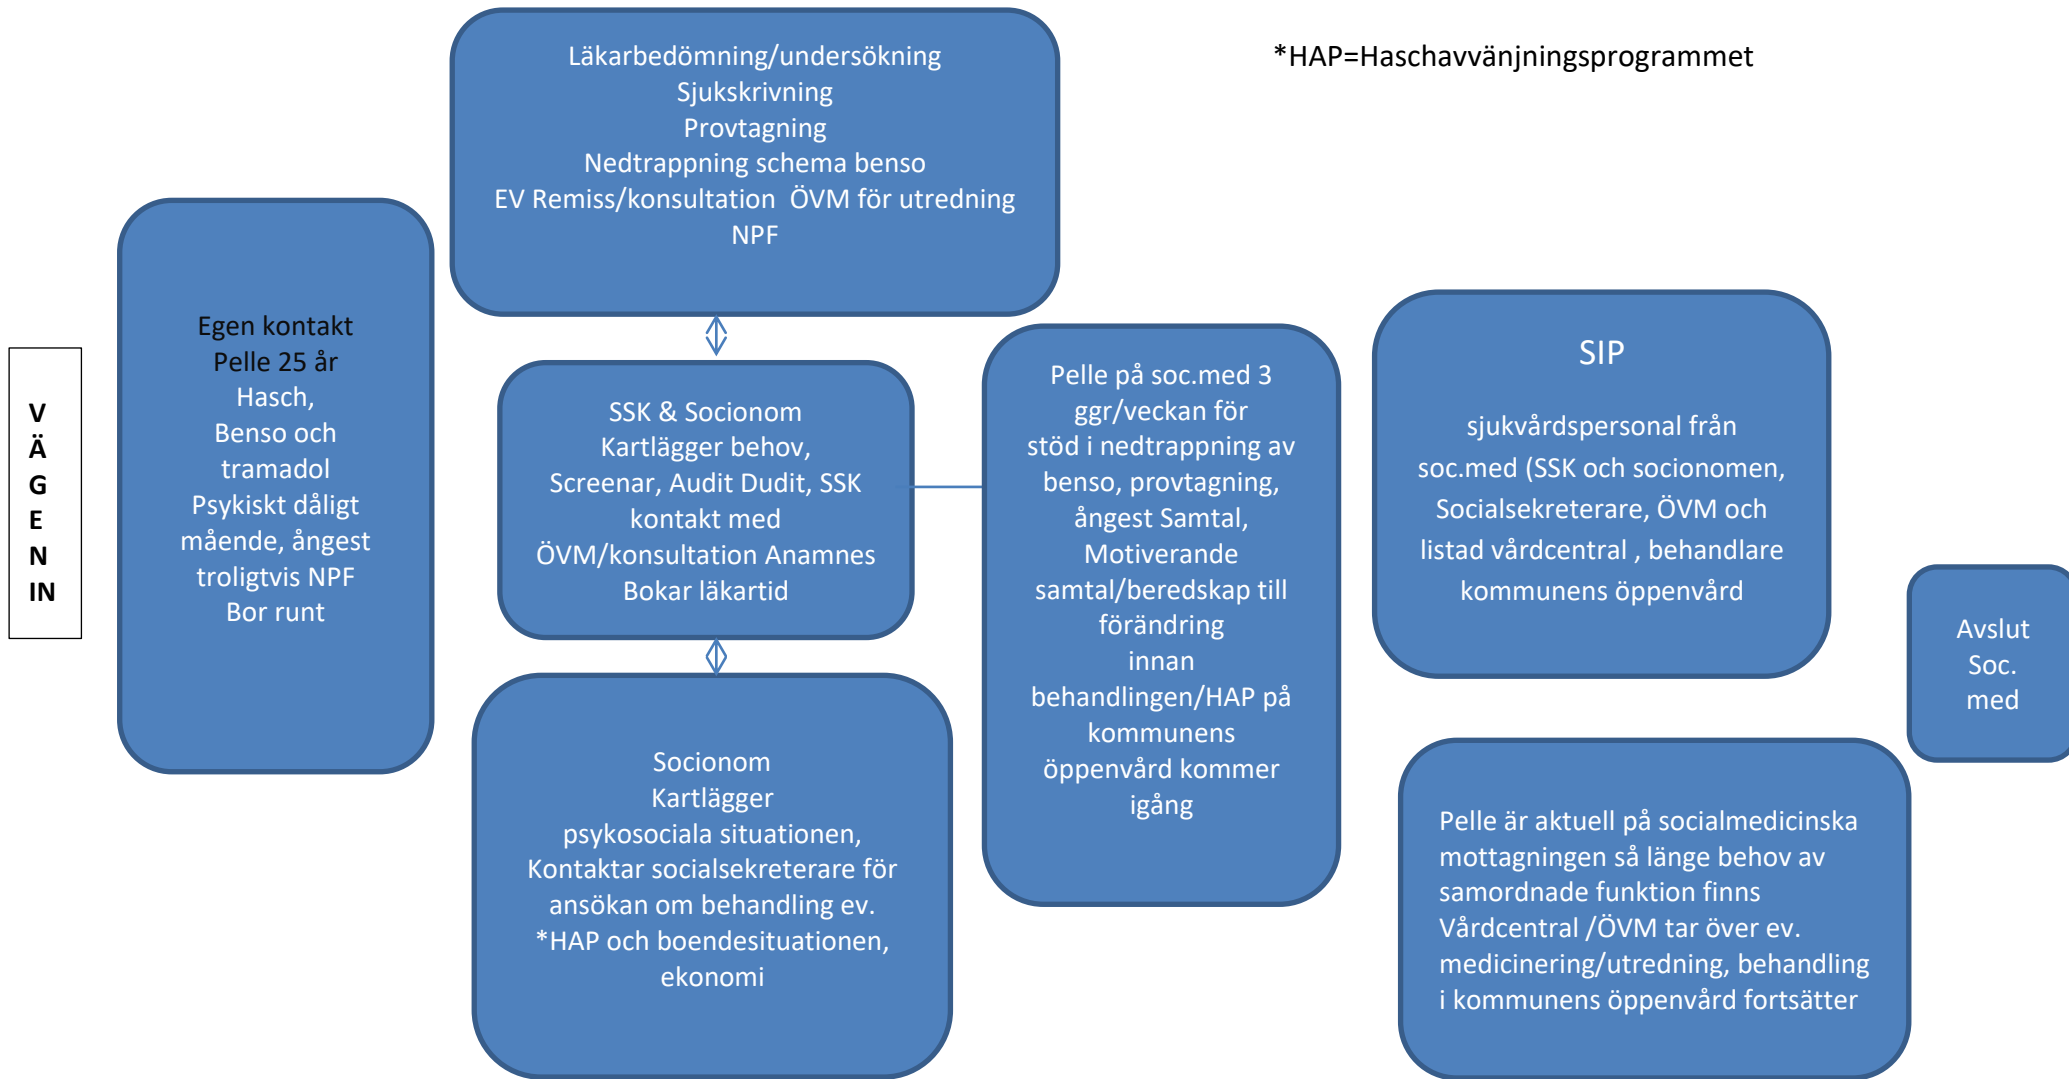 V
Ä
G
E
N
IN
Egen kontakt
Pelle 25 år
Hasch,
Benso och
tramadol
Psykiskt dåligt
mående, ångest
troligtvis NPF
Bor runt
Läkarbedömning/undersökning
Sjukskrivning
Provtagning
Nedtrappning schema benso
EV Remiss/konsultation  ÖVM för utredning
NPF
SSK & Socionom
Kartlägger behov,
Screenar, Audit Dudit, SSK
kontakt med
ÖVM/konsultation Anamnes
Bokar läkartid
Socionom
Kartlägger
psykosociala situationen,
Kontaktar socialsekreterare för
ansökan om behandling ev.
*HAP och boendesituationen,
ekonomi
Pelle på soc.med 3
ggr/veckan för
stöd i nedtrappning av
benso, provtagning,
ångest Samtal,
Motiverande
samtal/beredskap till
förändring
innan
behandlingen/HAP på
kommunens
öppenvård kommer
igång
*HAP=Haschavvänjningsprogrammet
SIP
sjukvårdspersonal från
soc.med (SSK och socionomen,
Socialsekreterare, ÖVM och
listad vårdcentral , behandlare
kommunens öppenvård
Pelle är aktuell på socialmedicinska
mottagningen så länge behov av
samordnade funktion finns
Vårdcentral /ÖVM tar över ev.
medicinering/utredning, behandling
i kommunens öppenvård fortsätter
Avslut
Soc.
med